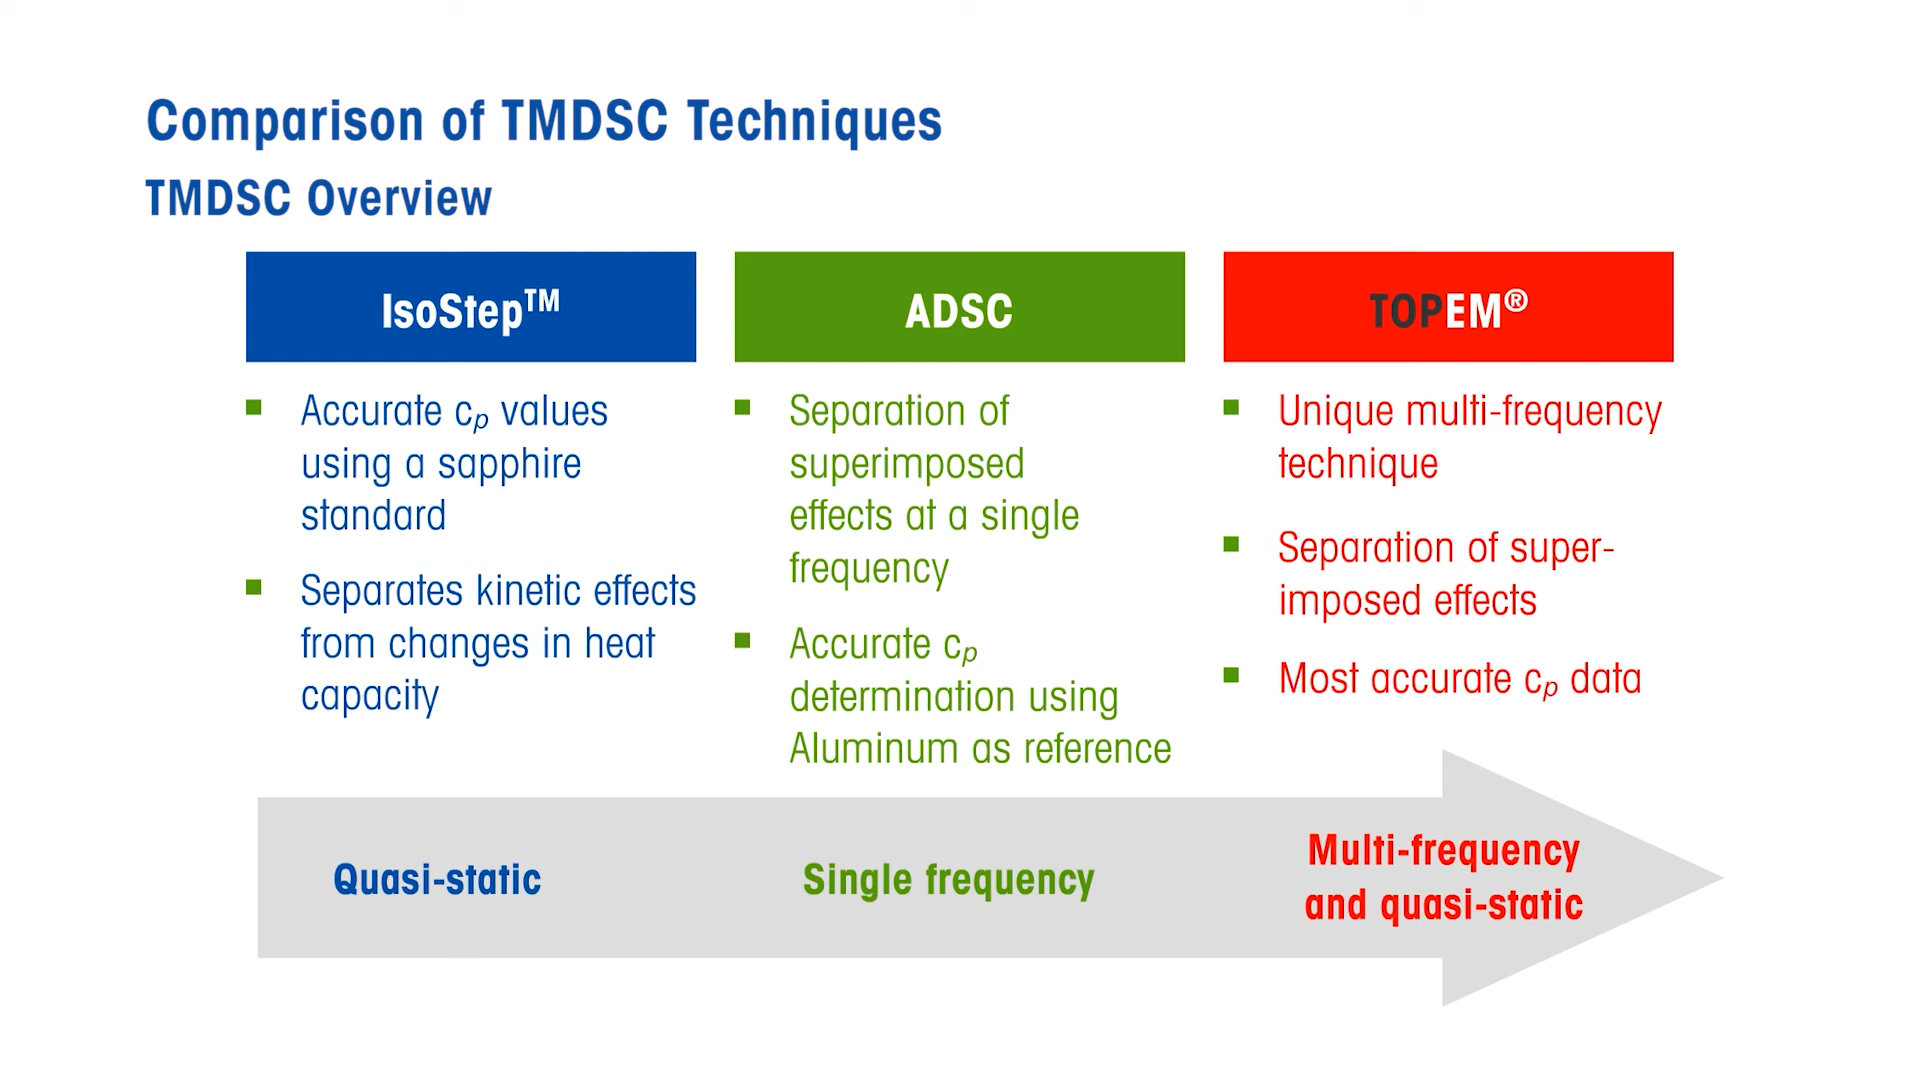 Comparison of TMDSC Techniques
TMDSC Overview
IsoStep™
Accurate cp values
using a sapphire
standard
Separates kinetic effects
from changes in heat
capacity
ADSC
Separation of
superimposed
effects at a single
frequency
Accurate cp
determination using
Aluminum as reference
TOPEM®
Unique multi-frequency
technique
Separation of super-
imposed effects
Most accurate cp data
Quasi-static
Single frequency
Multi-frequency
and quasi-static